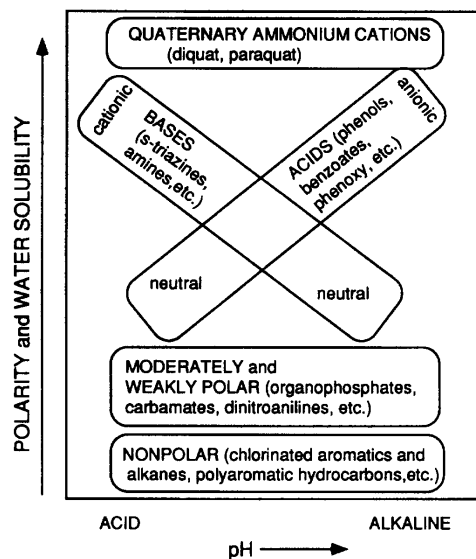 QUATERNARY AMMONIUM CATIONS
(diquat, paraquat)
cationic
BASES
(s-triazines,
amines,etc.)
anionic
ACIDS (phenols,
benzoates,
phenoxy, etc.)
neutral
neutral
MODERATELY and
WEAKLY POLAR (organophosphates,
carbamates, dinitroanilines, etc.)
NONPOLAR (chlorinated aromatics and
alkanes, polyaromatic hydrocarbons,etc.)
POLARITY and WATER SOLUBILITY
ACID
ALKALINE
pH